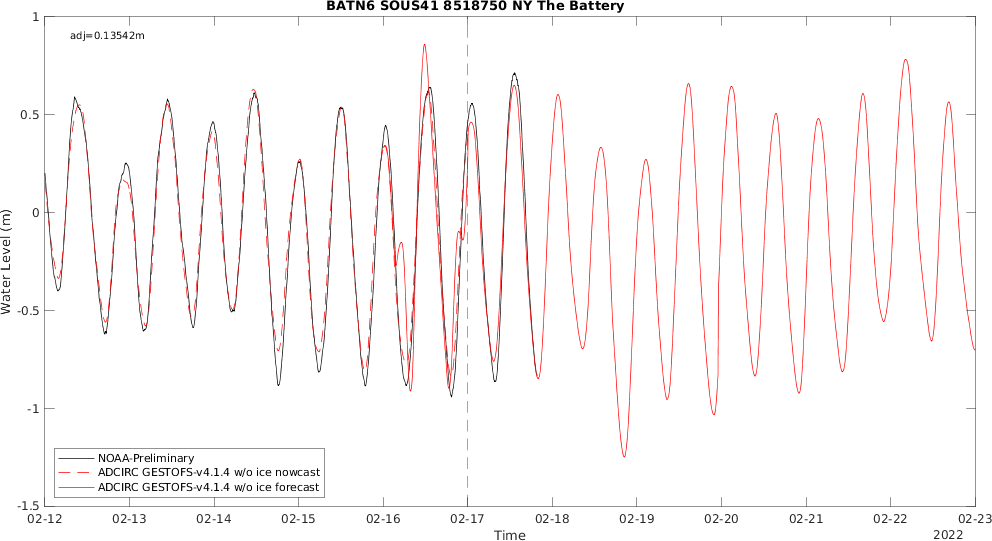 BATN6 SOUS41 8518750 NY The Battery
adj=0.13542m
1
0.5
0
-0.5
-1
-1.5
Water Level (m)
NOAA-Preliminary
ADCIRC GESTOFS-v4.1.4 w/o ice nowcast
ADCIRC GESTOFS-v4.1.4 w/o ice forecast
02-12 02-13 02-14 02-15 02-16 02-17 02-18 02-19 02-20 02-21 02-22 02-23
Time
2022